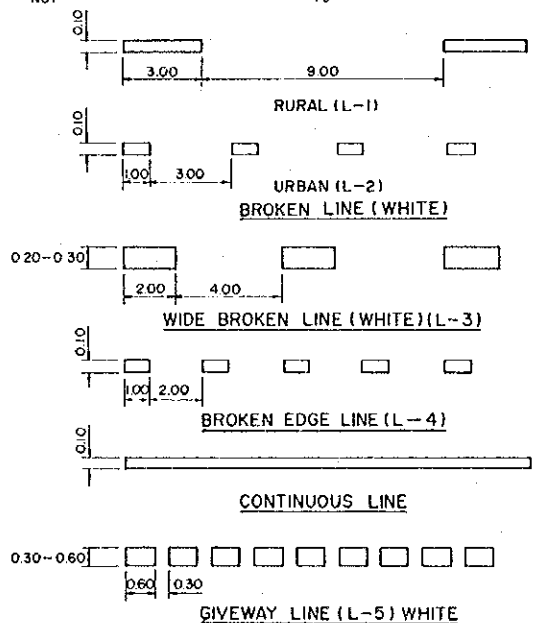 0.10
3.00 9.00
RURAL (L-1)
0.10
1.00 3.00
URBAN (L-2)
BROKEN LINE (WHITE)
0.20-0.30
2.00 4.00
WIDE BROKEN LINE (WHITE) (L-3)
0.10
1.00 2.00
BROKEN EDGE LINE (L-4)
0.10
CONTINUOUS LINE
0.30-0.60
0.60 0.30
GIVEWAY LINE (L-5) WHITE